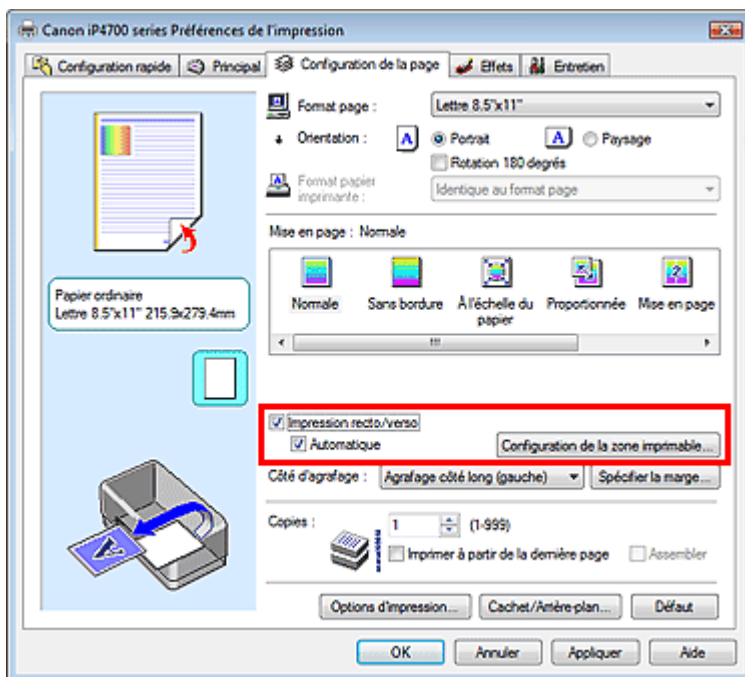 Canon iP4700 series Préférences de l'impression
Configuration rapide
Principal
Configuration de la page
Effets
Entretien
Format page :
Lettre 8.5"x11"
Orientation :
A
Portrait
A
Paysage
Rotation 180 degrés
Format papier imprimante :
Identique au format page
Mise en page : Normale
Normale
Sans bordure
À l'échelle du papier
Proportionnée
Mise en page
Papier ordinaire
Lettre 8.5"x11" 215.9x279.4mm
Impression recto/verso
Automatique
Configuration de la zone imprimable...
Côté d'agrafage :
Agrafage côté long (gauche)
Spécifier la marge...
Copies :
1
(1-999)
Imprimer à partir de la dernière page
Assembler
Options d'impression...
Cachet/Arrière-plan...
Défaut
OK
Annuler
Appliquer
Aide